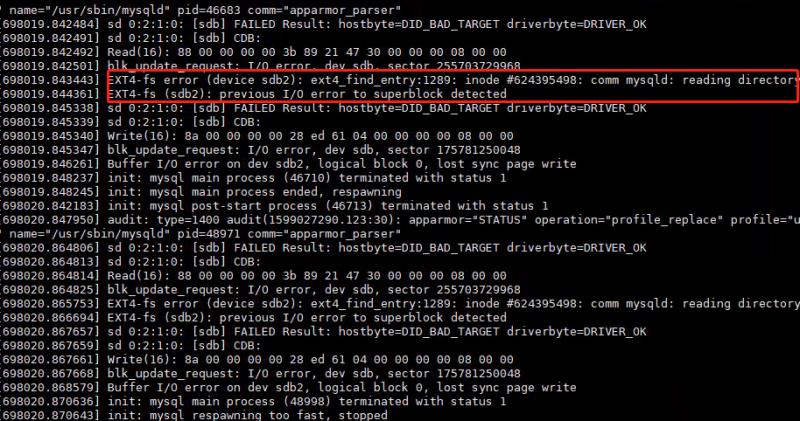 " name="/usr/sbin/mysqld" pid=46683 comm="apparmor_parser"
[698019.842484] sd 0:2:1:0: [sdb] FAILED Result: hostbyte=DID_BAD_TARGET driverbyte=DRIVER_OK
[698019.842491] sd 0:2:1:0: [sdb] CDB:
[698019.842492] Read(16): 88 00 00 00 00 3b 89 21 47 30 00 00 00 08 00 00
[698019.842501] blk_update_request: I/O error, dev sdb, sector 255703729968
[698019.843443] EXT4-fs error (device sdb2): ext4_find_entry:1289: inode #624395498: comm mysqld: reading directory
[698019.844361] EXT4-fs (sdb2): previous I/O error to superblock detected
[698019.845338] sd 0:2:1:0: [sdb] FAILED Result: hostbyte=DID_BAD_TARGET driverbyte=DRIVER_OK
[698019.845339] sd 0:2:1:0: [sdb] CDB:
[698019.845340] Write(16): 8a 00 00 00 00 28 ed 61 04 00 00 00 00 08 00 00
[698019.845347] blk_update_request: I/O error, dev sdb, sector 175781250048
[698019.846261] Buffer I/O error on dev sdb2, logical block 0, lost sync page write
[698019.848237] init: mysql main process (46710) terminated with status 1
[698019.848245] init: mysql main process ended, respawning
[698020.842183] init: mysql post-start process (46713) terminated with status 1
[698020.847950] audit: type=1400 audit(1599027290.123:30): apparmor="STATUS" operation="profile_replace" profile="u
" name="/usr/sbin/mysqld" pid=48971 comm="apparmor_parser"
[698020.864806] sd 0:2:1:0: [sdb] FAILED Result: hostbyte=DID_BAD_TARGET driverbyte=DRIVER_OK
[698020.864813] sd 0:2:1:0: [sdb] CDB:
[698020.864814] Read(16): 88 00 00 00 00 3b 89 21 47 30 00 00 00 08 00 00
[698020.864825] blk_update_request: I/O error, dev sdb, sector 255703729968
[698020.865753] EXT4-fs error (device sdb2): ext4_find_entry:1289: inode #624395498: comm mysqld: reading directory
[698020.866694] EXT4-fs (sdb2): previous I/O error to superblock detected
[698020.867657] sd 0:2:1:0: [sdb] FAILED Result: hostbyte=DID_BAD_TARGET driverbyte=DRIVER_OK
[698020.867659] sd 0:2:1:0: [sdb] CDB:
[698020.867661] Write(16): 8a 00 00 00 00 28 ed 61 04 00 00 00 00 08 00 00
[698020.867668] blk_update_request: I/O error, dev sdb, sector 175781250048
[698020.868579] Buffer I/O error on dev sdb2, logical block 0, lost sync page write
[698020.870636] init: mysql main process (48998) terminated with status 1
[698020.870643] init: mysql respawning too fast, stopped